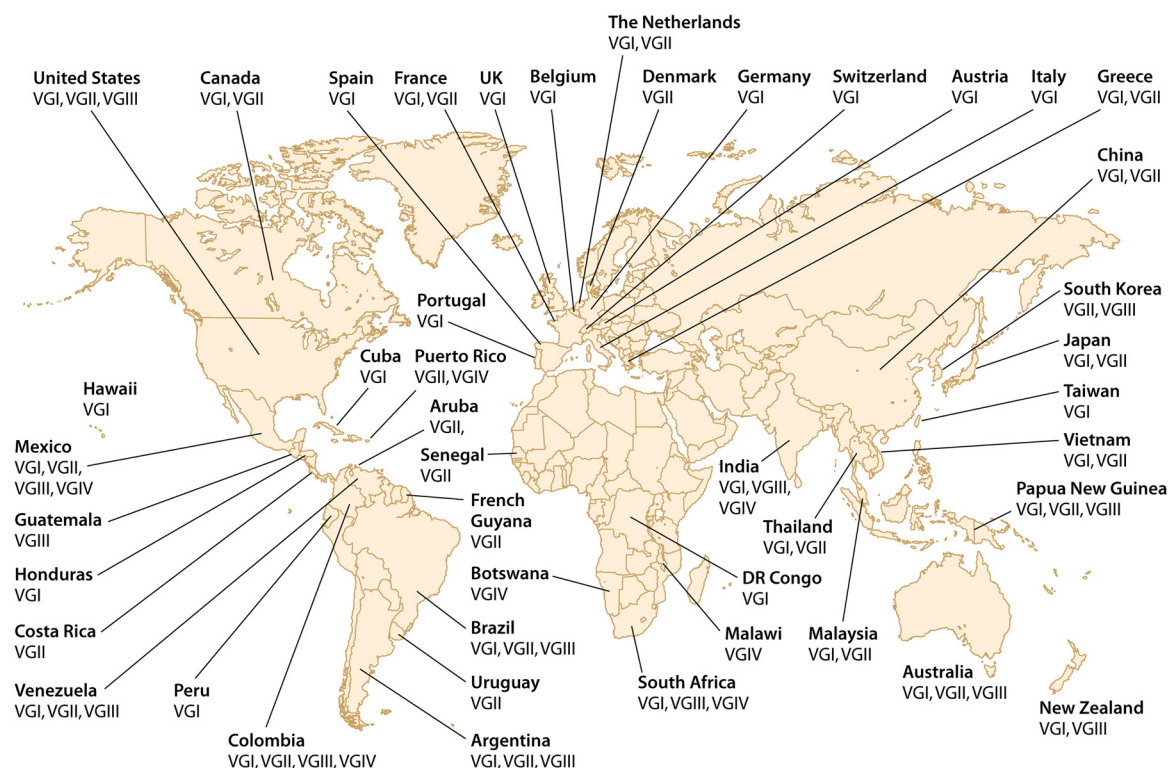 The Netherlands
VGI, VGII
United States
VGI, VGII, VGIII
Canada
VGI, VGII
Spain
VGI
France
VGI, VGII
UK
VGI
Belgium
VGI
Denmark
VGII
Germany
VGI
Switzerland
VGI
Austria
VGI
Italy
VGI
Greece
VGI, VGII
China
VGI, VGII
South Korea
VGII, VGIII
Portugal
VGI
Japan
VGI, VGII
Cuba
VGI
Puerto Rico
VGII, VGIV
Hawaii
VGI
Taiwan
VGI
Aruba
VGII,
Mexico
VGI, VGII,
VGIII, VGIV
Senegal
VGII
Vietnam
VGI, VGII
India
VGI, VGIII,
VGIV
Papua New Guinea
VGI, VGII, VGIII
Guatemala
VGIII
French
Guyana
VGII
Thailand
VGI, VGII
Honduras
VGI
Botswana
VGIV
DR Congo
VGI
Costa Rica
VGII
Brazil
VGI, VGII, VGIII
Malawi
VGIV
Malaysia
VGI, VGII
Australia
VGI, VGII, VGIII
Venezuela
VGI, VGII, VGIII
Peru
VGI
Uruguay
VGII
South Africa
VGI, VGIII, VGIV
New Zealand
VGI, VGIII
Colombia
VGI, VGII, VGIII, VGIV
Argentina
VGI, VGII, VGIII